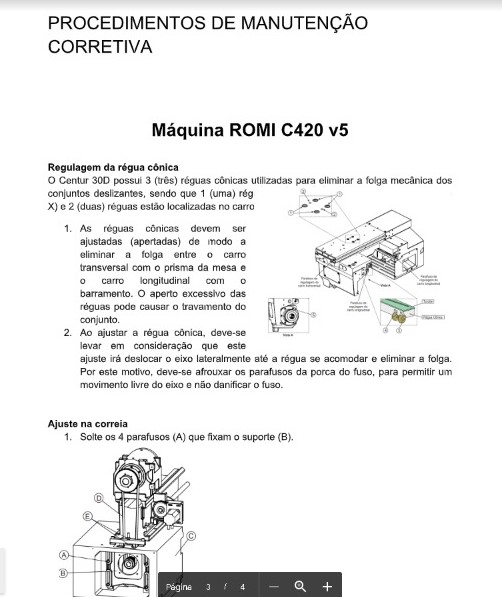 PROCEDIMENTOS DE MANUTENÇÃO
CORRETIVA
Máquina ROMI C420 v5
Regulagem da régua cônica
O Centur 30D possui 3 (três) réguas cônicas utilizadas para eliminar a folga mecânica dos
conjuntos deslizantes, sendo que 1 (uma) rég
X) e 2 (duas) réguas estão localizadas no carro
1. As réguas cônicas devem ser
ajustadas (apertadas) de modo a
eliminar a folga entre o carro
transversal com o prisma da mesa e
o carro longitudinal com o
barramento. O aperto excessivo das
réguas pode causar o travamento do
conjunto.
2. Ao ajustar a régua cônica, deve-se
levar em consideração que este
ajuste irá deslocar o eixo lateralmente até a régua se acomodar e eliminar a folga.
Por este motivo, deve-se afrouxar os parafusos da porca do fuso, para permitir um
movimento livre do eixo e não danificar o fuso.
Ajuste na correia
1. Solte os 4 parafusos (A) que fixam o suporte (B).
D
E
C
A
B
Página 3 / 4